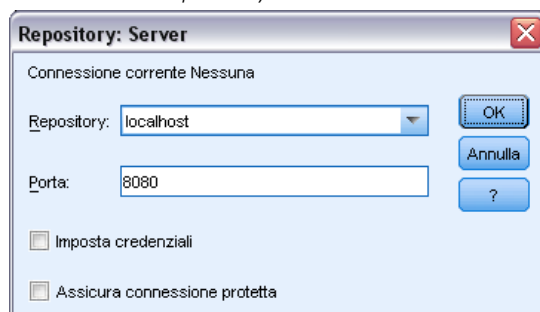 Repository: Server
Connessione corrente Nessuna
Repository: localhost
OK
Annulla
Porta: 8080
?
Imposta credenziali
Assicura connessione protetta